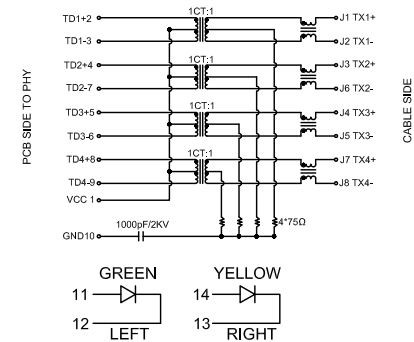 1CT:1
TD1+2 J1 TX1+
TD1-3 J2 TX1-
1CT:1
TD2+4 J3 TX2+
TD2-7 J6 TX2-
1CT:1
TD3+5 J4 TX3+
TD3-6 J5 TX3-
1CT:1
TD4+8 J7 TX4+
TD4-9 J8 TX4-
VCC 1
PCB SIDE TO PHY
CABLE SIDE
1000pF/2KV 4*75Ω
GND10
GREEN YELLOW
11 14
12 13
LEFT RIGHT